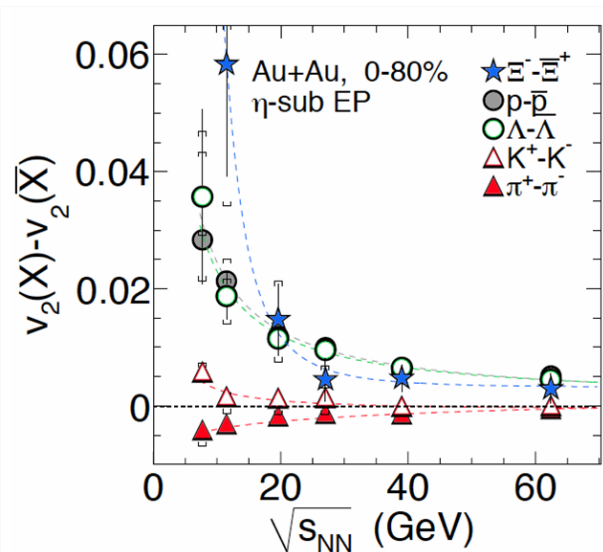 0.06
0.04
0.02
0
v₂(X)-v₂(X̅)
Au+Au, 0-80%
η-sub EP
Ξ⁻-Ξ̅⁺
p-p̅
Λ-Λ̅
K⁺-K⁻
π⁺-π⁻
0 20 40 60
√sNN (GeV)